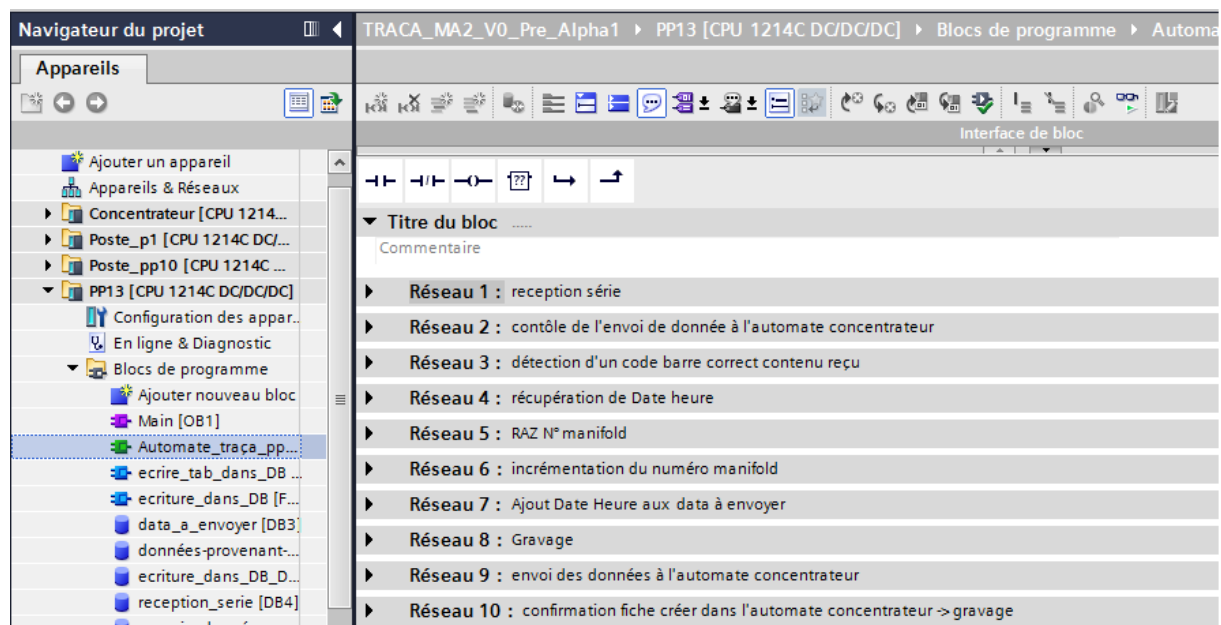 Navigateur du projet
TRACA_MA2_V0_Pre_Alpha1 PP13 [CPU 1214C DC/DC/DC] Blocs de programme Automa
Appareils
Interface de bloc
Ajouter un appareil
Appareils & Réseaux
Concentrateur [CPU 1214...
Poste_p1 [CPU 1214C DC/...
Poste_pp10 [CPU 1214C ...
PP13 [CPU 1214C DC/DC/DC]
Configuration des appar..
En ligne & Diagnostic
Blocs de programme
Ajouter nouveau bloc
Main [OB1]
Automate_traça_pp...
ecrire_tab_dans_DB ...
ecriture_dans_DB [F...
data_a_envoyer [DB3]
données-provenant-...
ecriture_dans_DB_D...
reception_serie [DB4]
??
Titre du bloc .....
Commentaire
Réseau 1 : reception série
Réseau 2 : contôle de l'envoi de donnée à l'automate concentrateur
Réseau 3 : détection d'un code barre correct contenu reçu
Réseau 4 : récupération de Date heure
Réseau 5 : RAZ N° manifold
Réseau 6 : incrémentation du numéro manifold
Réseau 7 : Ajout Date Heure aux data à envoyer
Réseau 8 : Gravage
Réseau 9 : envoi des données à l'automate concentrateur
Réseau 10 : confirmation fiche créer dans l'automate concentrateur -> gravage